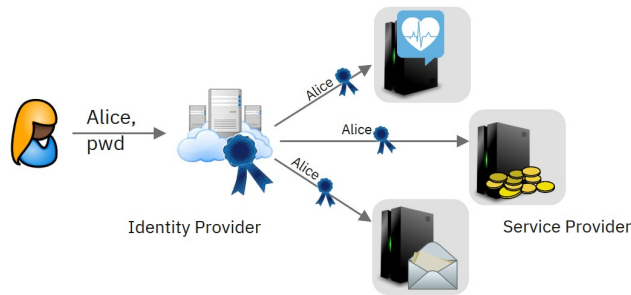 Alice,
pwd
Alice
Alice
Alice
Identity Provider
Service Provider